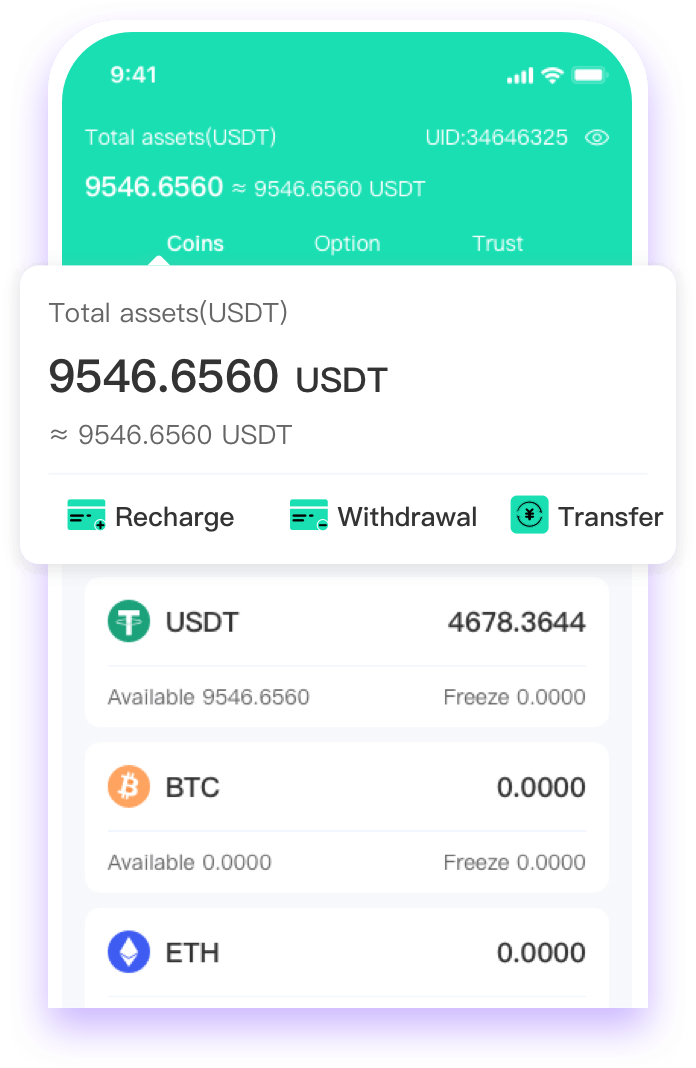 9:41
Total assets(USDT) UID:34646325
9546.6560 ≈ 9546.6560 USDT
Coins Option Trust
Total assets(USDT)
9546.6560 USDT
≈ 9546.6560 USDT
Recharge Withdrawal Transfer
USDT 4678.3644
Available 9546.6560 Freeze 0.0000
BTC 0.0000
Available 0.0000 Freeze 0.0000
ETH 0.0000